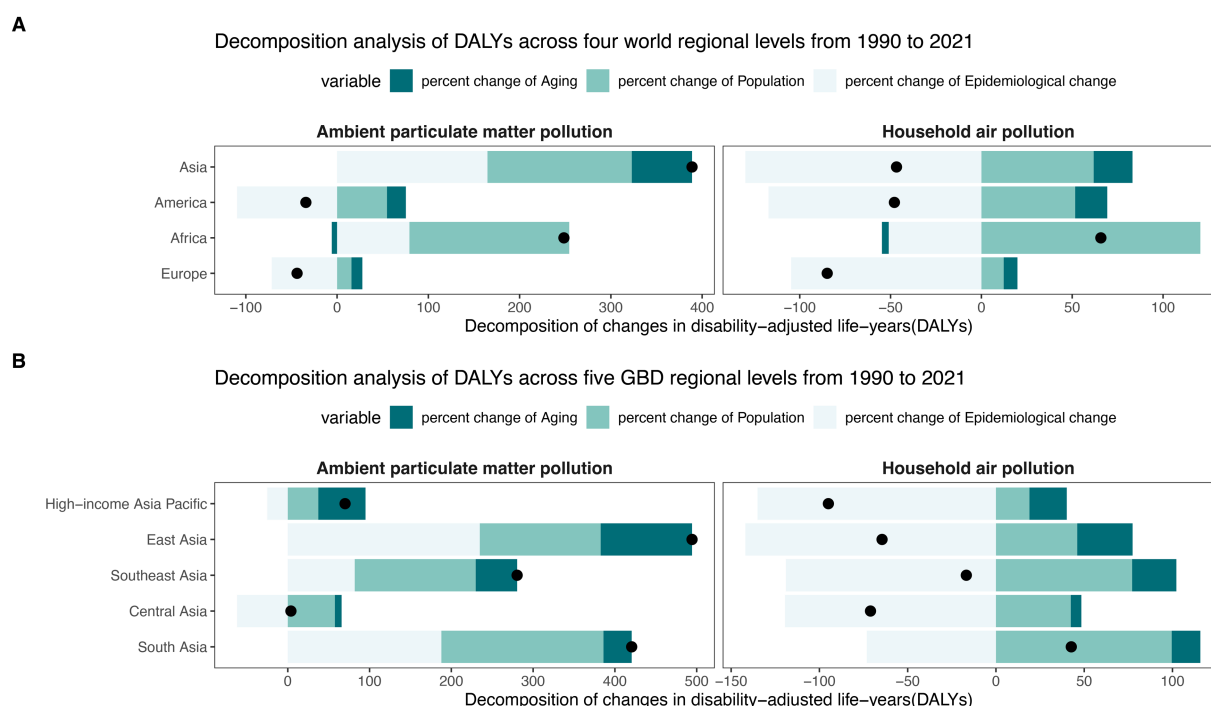 A
Decomposition analysis of DALYs across four world regional levels from 1990 to 2021
variable percent change of Aging percent change of Population percent change of Epidemiological change
Ambient particulate matter pollution Household air pollution
Asia
America
Africa
Europe
−100 0 100 200 300 400 −100 −50 0 50 100
Decomposition of changes in disability−adjusted life−years(DALYs)
B
Decomposition analysis of DALYs across five GBD regional levels from 1990 to 2021
variable percent change of Aging percent change of Population percent change of Epidemiological change
Ambient particulate matter pollution Household air pollution
High−income Asia Pacific
East Asia
Southeast Asia
Central Asia
South Asia
0 100 200 300 400 500 −150 −100 −50 0 50 100
Decomposition of changes in disability−adjusted life−years(DALYs)